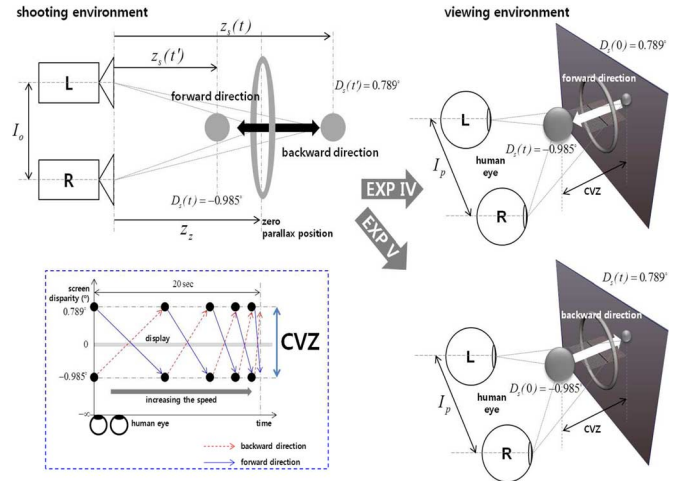 shooting environment
z_s(t)
z_s(t')
D_s(t') = 0.789°
L
forward direction
I_o
R
backward direction
D_s(t) = −0.985°
z_z
zero
parallax position
EXP IV
EXP V
viewing environment
D_s(0) = 0.789°
forward direction
L
I_p
human
eye
D_s(t) = −0.985°
CVZ
R
20 sec
screen
disparity (°)
0.789°
display
0
CVZ
−0.985°
increasing the speed
−∞
human eye
time
backward direction
forward direction
D_s(t) = 0.789°
backward direction
L
I_p
human
eye
D_s(0) = −0.985°
CVZ
R